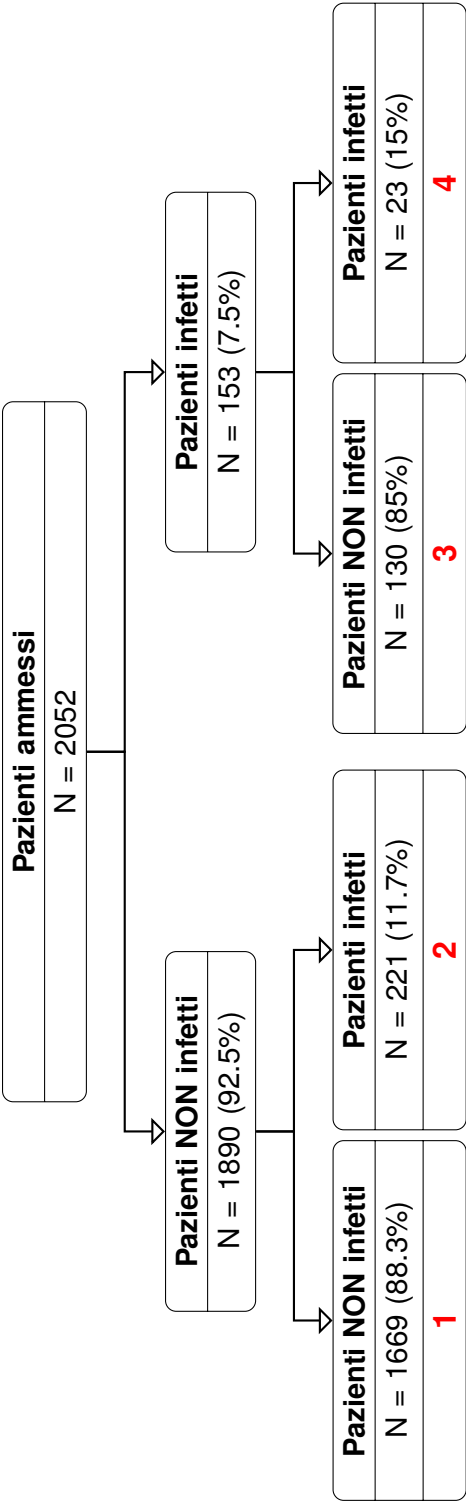 Pazienti ammessi
N = 2052
Pazienti NON infetti
N = 1890 (92.5%)
Pazienti infetti
N = 153 (7.5%)
Pazienti NON infetti
N = 1669 (88.3%)
1
Pazienti infetti
N = 221 (11.7%)
2
Pazienti NON infetti
N = 130 (85%)
3
Pazienti infetti
N = 23 (15%)
4